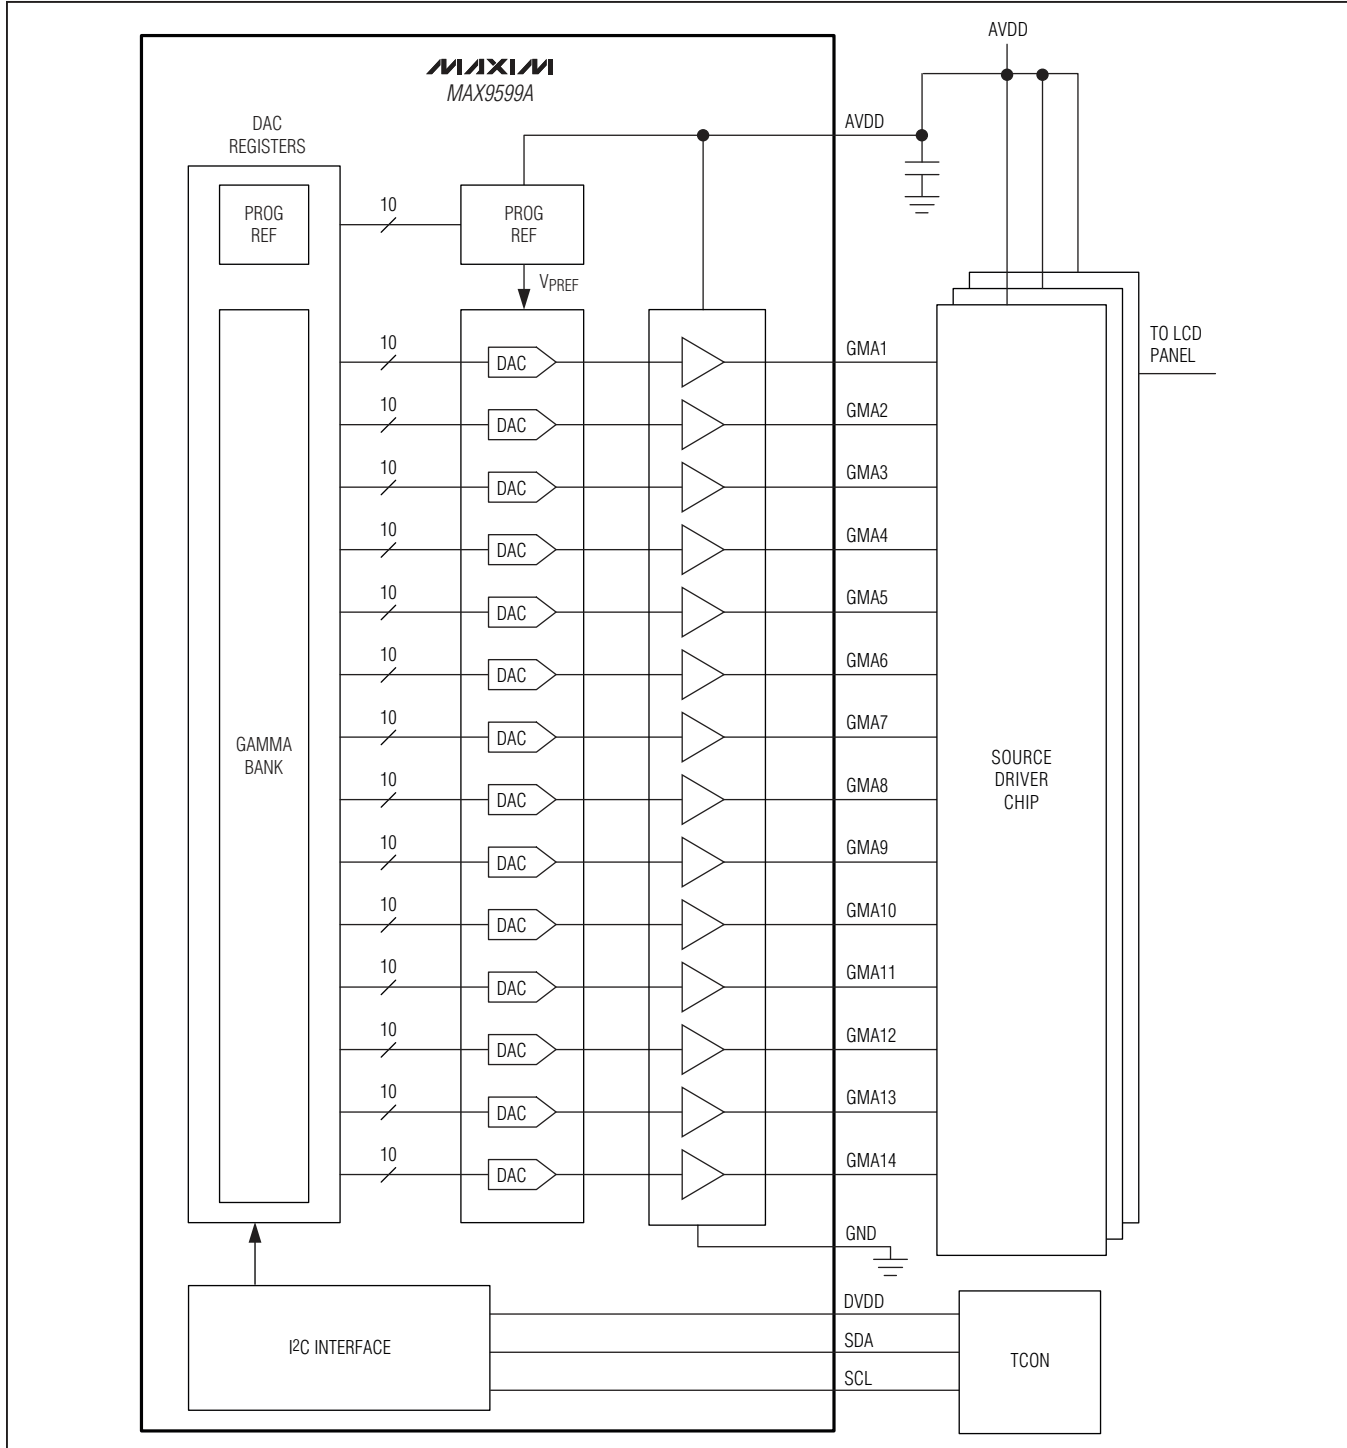 AVDD
MAXIM
MAX9599A
AVDD
DAC
REGISTERS
PROG
REF
10
PROG
REF
VPREF
10
DAC
GMA1
TO LCD
PANEL
10
DAC
GMA2
10
DAC
GMA3
10
DAC
GMA4
10
DAC
GMA5
10
DAC
GMA6
10
DAC
GMA7
GAMMA
BANK
SOURCE
DRIVER
CHIP
10
DAC
GMA8
10
DAC
GMA9
10
DAC
GMA10
10
DAC
GMA11
10
DAC
GMA12
10
DAC
GMA13
10
DAC
GMA14
GND
I2C INTERFACE
DVDD
SDA
SCL
TCON